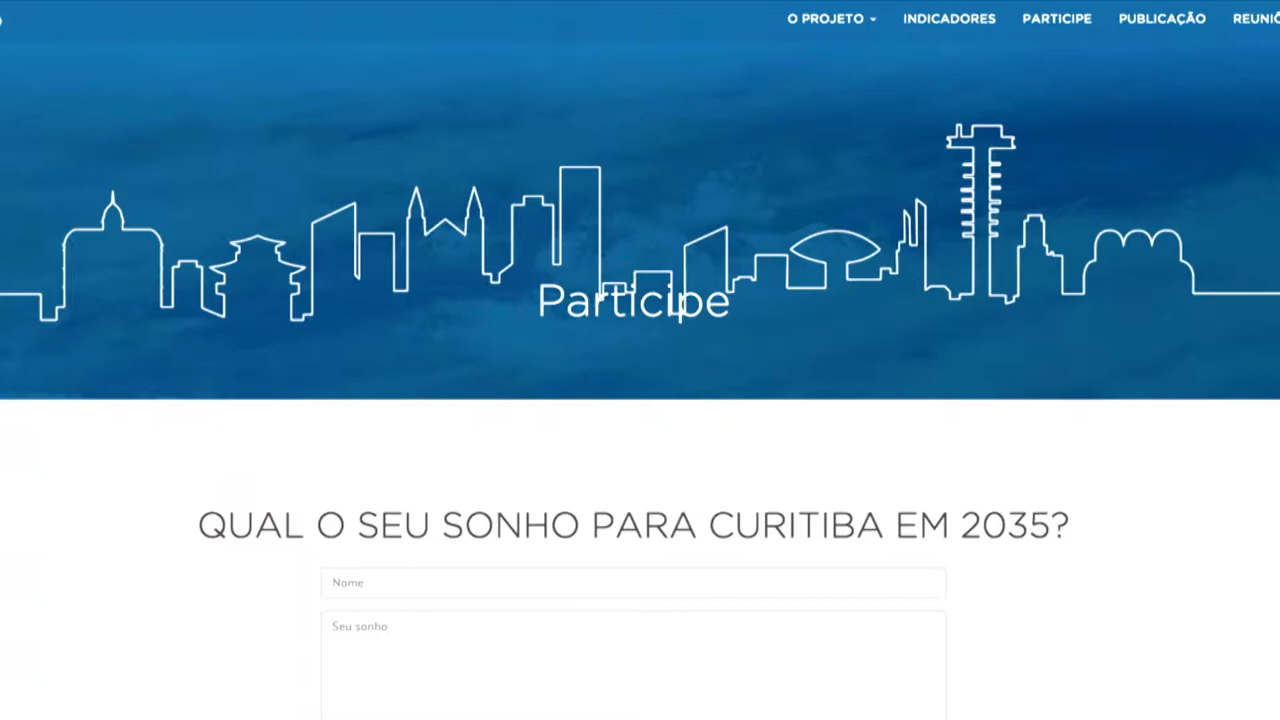 O PROJETO
INDICADORES
PARTICIPE
PUBLICAÇÃO
Participe
QUAL O SEU SONHO PARA CURITIBA EM 2035?
Nome
Seu sonho